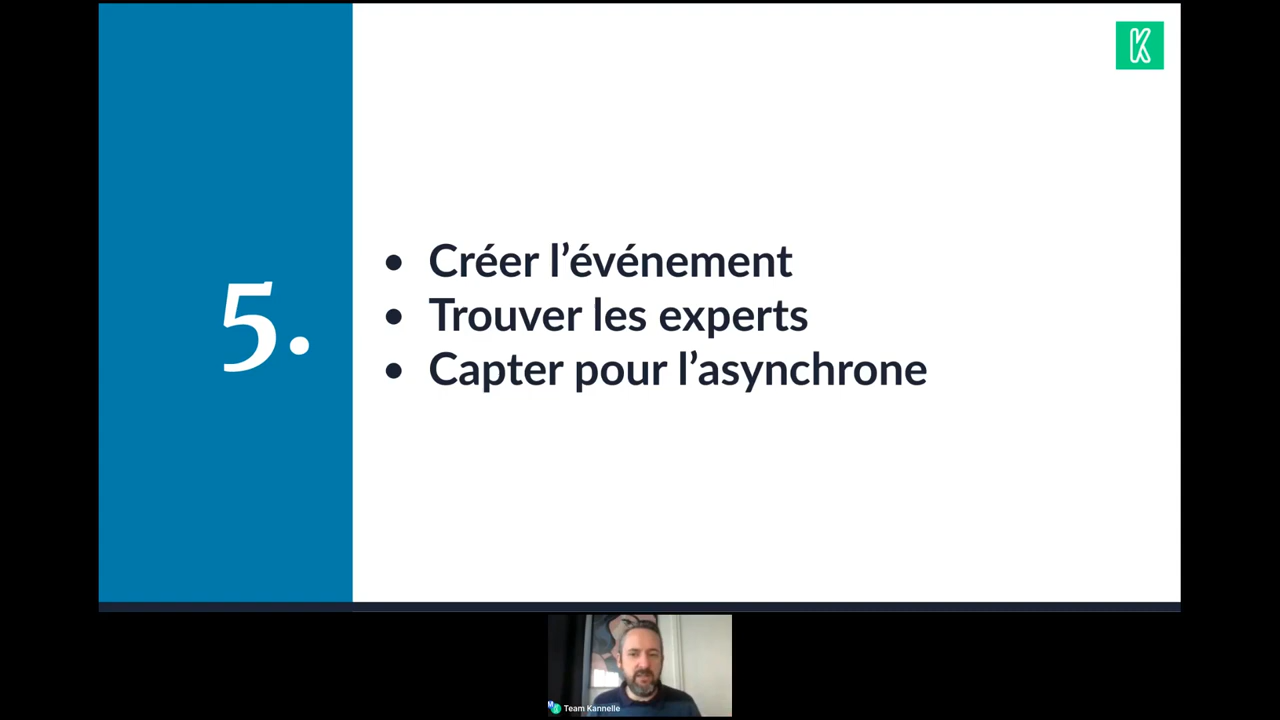 5.
• Créer l’événement
• Trouver les experts
• Capter pour l’asynchrone
K
Team Kannelle